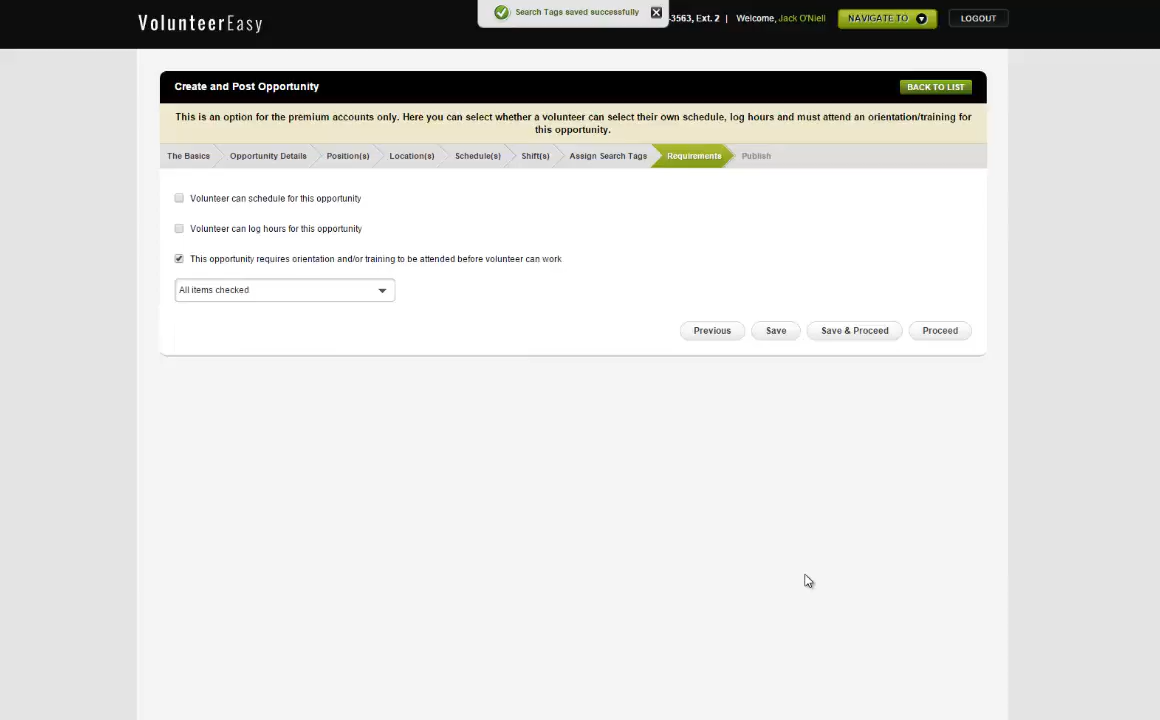 VolunteerEasy
Search Tags saved successfully
-3563, Ext. 2 | Welcome, Jack O'Niell
NAVIGATE TO
LOGOUT
Create and Post Opportunity
BACK TO LIST
This is an option for the premium accounts only. Here you can select whether a volunteer can select their own schedule, log hours and must attend an orientation/training for
this opportunity.
The Basics Opportunity Details Position(s) Location(s) Schedule(s) Shift(s) Assign Search Tags Requirements Publish
Volunteer can schedule for this opportunity
Volunteer can log hours for this opportunity
This opportunity requires orientation and/or training to be attended before volunteer can work
All items checked
Previous Save Save & Proceed Proceed